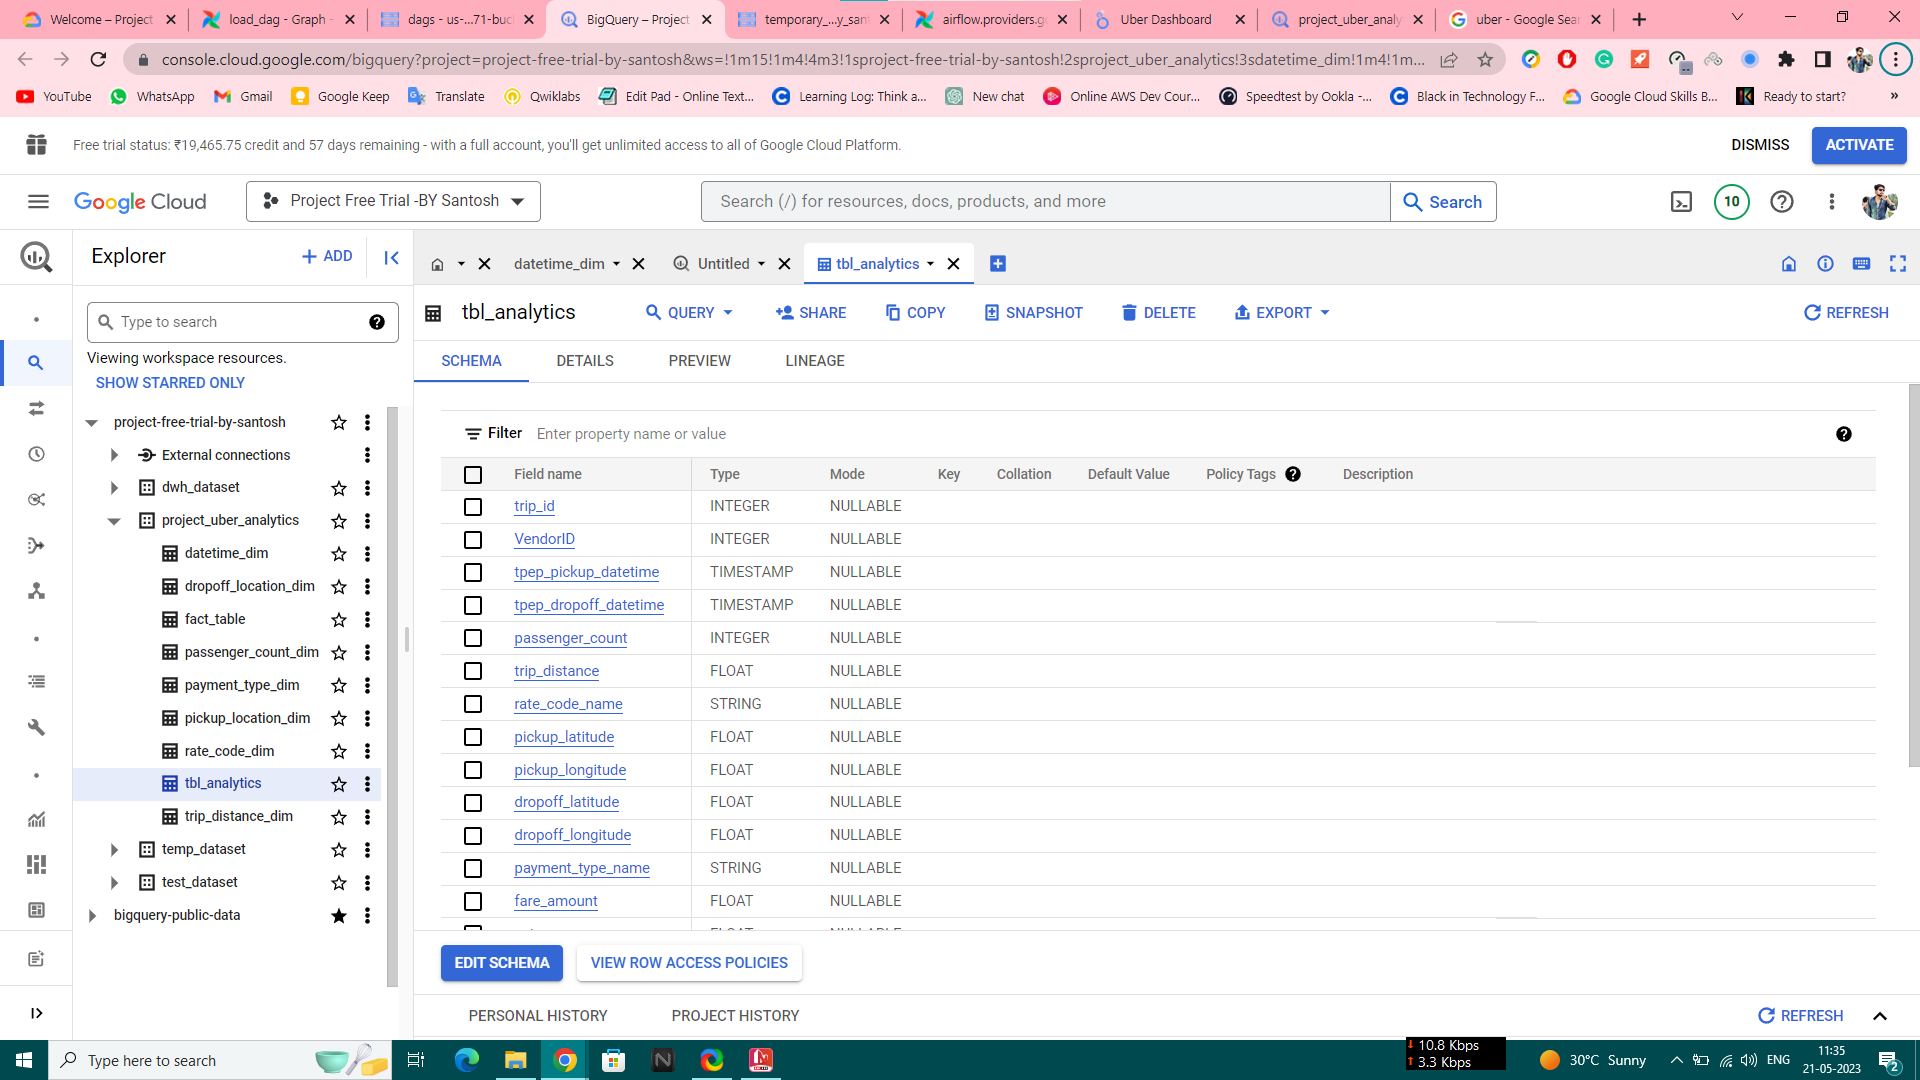 Welcome – Project
load_dag - Graph -
dags - us-...71-buc
BigQuery – Project
temporary_...y_sant
airflow.providers.g
Uber Dashboard
project_uber_analy
uber - Google Sea
console.cloud.google.com/bigquery?project=project-free-trial-by-santosh&ws=!1m15!1m4!4m3!1sproject-free-trial-by-santosh!2sproject_uber_analytics!3sdatetime_dim!1m4!1m...
YouTube
WhatsApp
Gmail
Google Keep
Translate
Qwiklabs
Edit Pad - Online Text...
Learning Log: Think a...
New chat
Online AWS Dev Cour...
Speedtest by Ookla -...
Black in Technology F...
Google Cloud Skills B...
Ready to start?
»
Free trial status: ₹19,465.75 credit and 57 days remaining - with a full account, you'll get unlimited access to all of Google Cloud Platform.
DISMISS
ACTIVATE
Google Cloud
Project Free Trial -BY Santosh
Search (/) for resources, docs, products, and more
Search
10
Explorer
+ ADD
datetime_dim
Untitled
tbl_analytics
Type to search
Viewing workspace resources.
SHOW STARRED ONLY
project-free-trial-by-santosh
External connections
dwh_dataset
project_uber_analytics
datetime_dim
dropoff_location_dim
fact_table
passenger_count_dim
payment_type_dim
pickup_location_dim
rate_code_dim
tbl_analytics
trip_distance_dim
temp_dataset
test_dataset
bigquery-public-data
tbl_analytics
QUERY
SHARE
COPY
SNAPSHOT
DELETE
EXPORT
REFRESH
SCHEMA
DETAILS
PREVIEW
LINEAGE
Filter Enter property name or value
Field name Type Mode Key Collation Default Value Policy Tags Description
trip_id INTEGER NULLABLE
VendorID INTEGER NULLABLE
tpep_pickup_datetime TIMESTAMP NULLABLE
tpep_dropoff_datetime TIMESTAMP NULLABLE
passenger_count INTEGER NULLABLE
trip_distance FLOAT NULLABLE
rate_code_name STRING NULLABLE
pickup_latitude FLOAT NULLABLE
pickup_longitude FLOAT NULLABLE
dropoff_latitude FLOAT NULLABLE
dropoff_longitude FLOAT NULLABLE
payment_type_name STRING NULLABLE
fare_amount FLOAT NULLABLE
EDIT SCHEMA
VIEW ROW ACCESS POLICIES
PERSONAL HISTORY
PROJECT HISTORY
REFRESH
Type here to search
10.8 Kbps
3.3 Kbps
30°C Sunny
ENG
11:35
21-05-2023
2